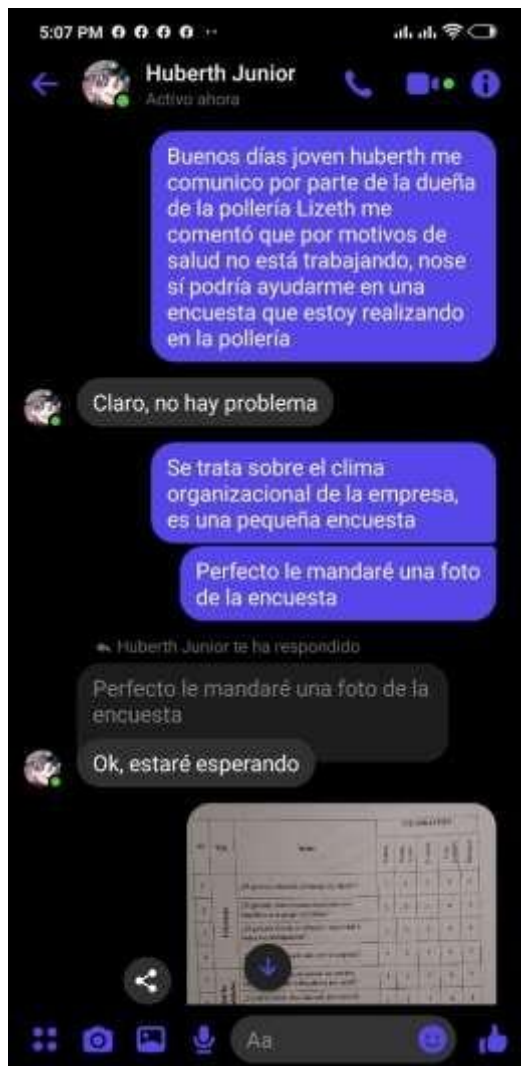 5:07 PM
Huberth Junior
Activo ahora
Buenos días joven huberth me
comunico por parte de la dueña
de la pollería Lizeth me
comentó que por motivos de
salud no está trabajando, nose
sí podría ayudarme en una
encuesta que estoy realizando
en la pollería
Claro, no hay problema
Se trata sobre el clima
organizacional de la empresa,
es una pequeña encuesta
Perfecto le mandaré una foto
de la encuesta
Huberth Junior te ha respondido
Perfecto le mandaré una foto de la
encuesta
Ok, estaré esperando
Aa